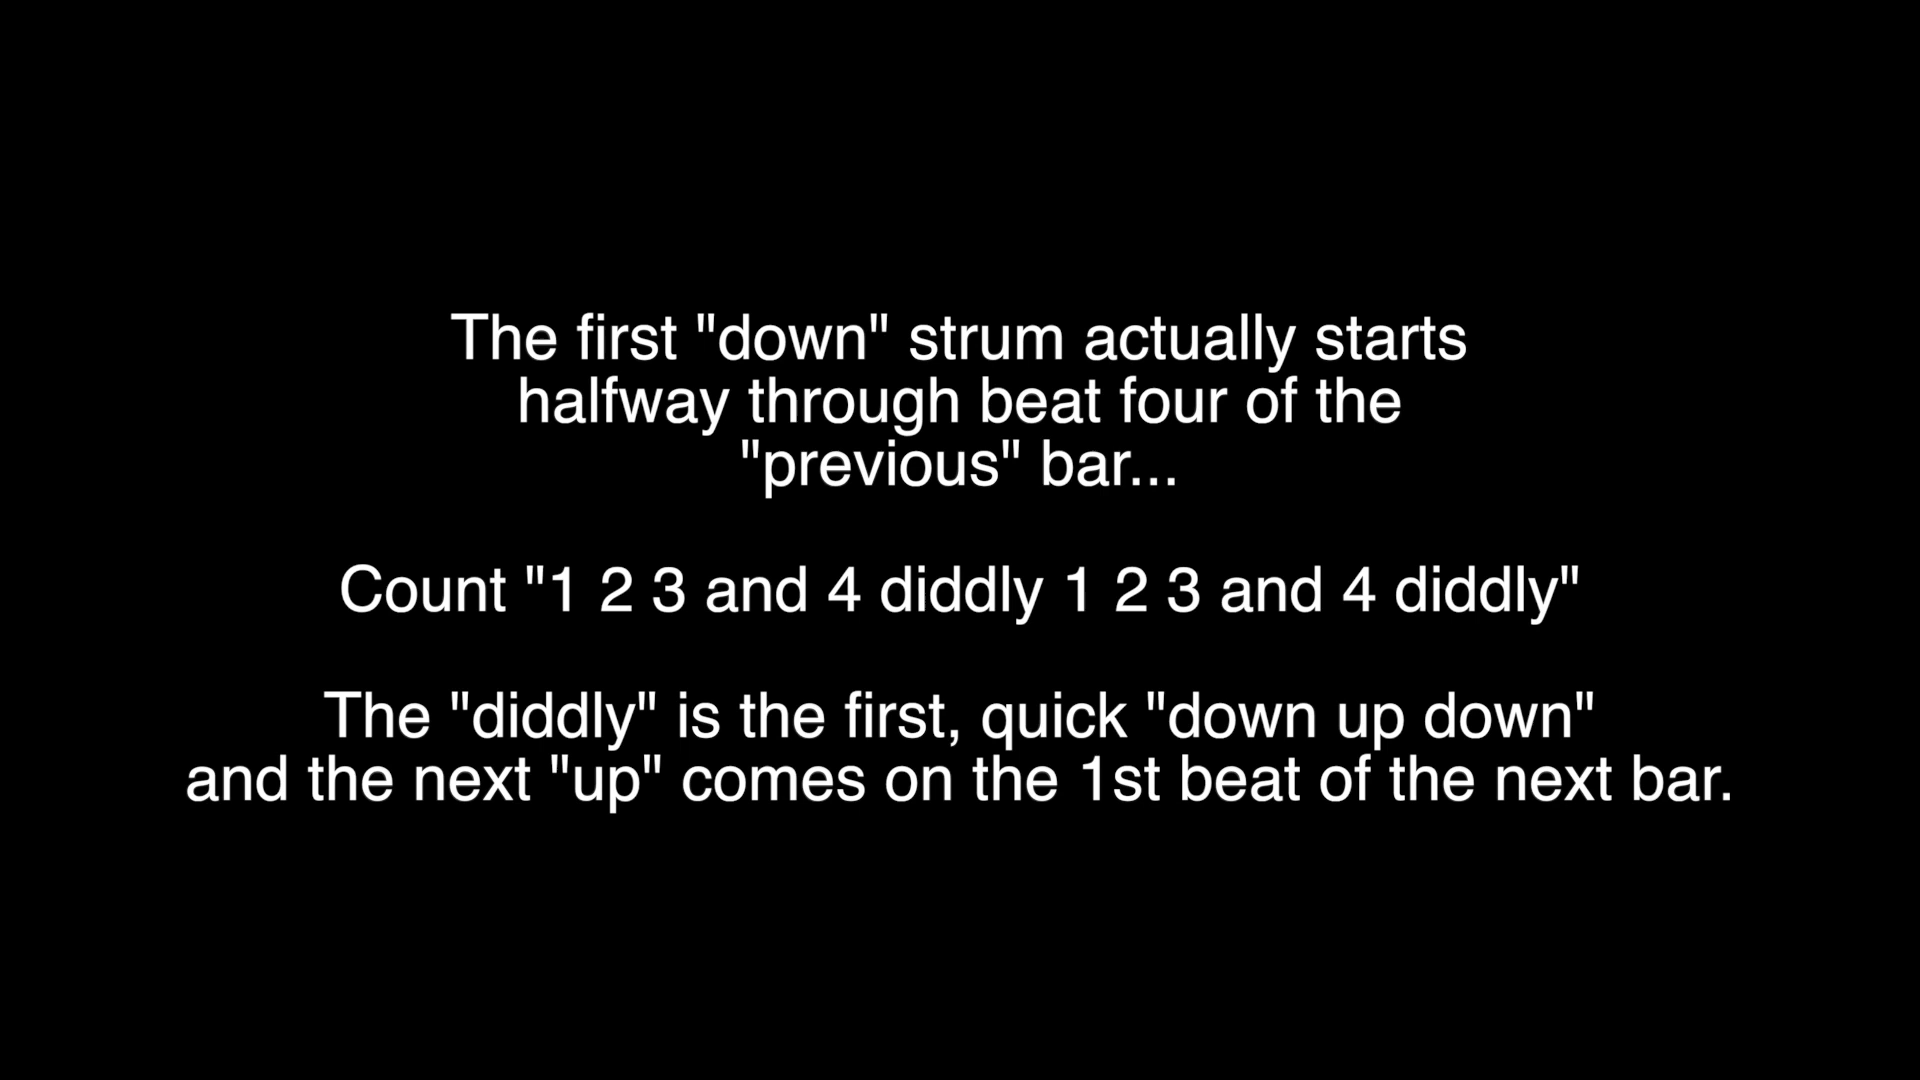 The first "down" strum actually starts
halfway through beat four of the
"previous" bar...
Count "1 2 3 and 4 diddly 1 2 3 and 4 diddly"
The "diddly" is the first, quick "down up down"
and the next "up" comes on the 1st beat of the next bar.